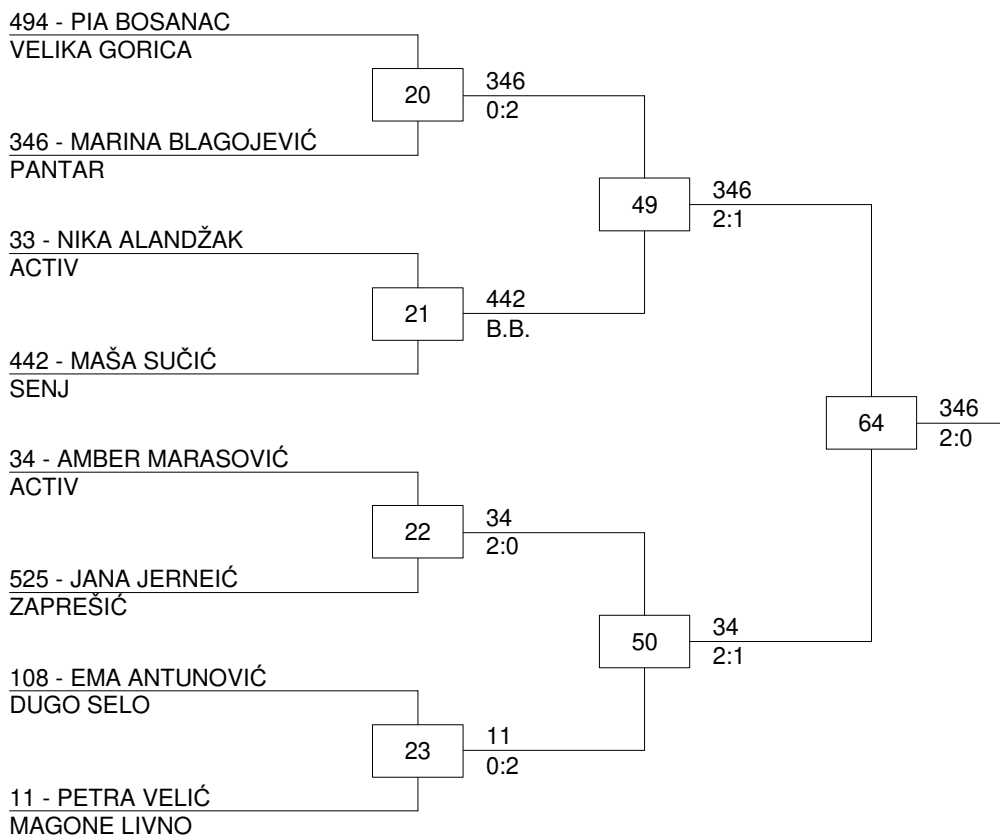 494 - PIA BOSANAC
VELIKA GORICA
20
346
0:2
346 - MARINA BLAGOJEVIĆ
PANTAR
49
346
2:1
33 - NIKA ALANDŽAK
ACTIV
21
442
B.B.
442 - MAŠA SUČIĆ
SENJ
64
346
2:0
34 - AMBER MARASOVIĆ
ACTIV
22
34
2:0
525 - JANA JERNEIĆ
ZAPREŠIĆ
50
34
2:1
108 - EMA ANTUNOVIĆ
DUGO SELO
23
11
0:2
11 - PETRA VELIĆ
MAGONE LIVNO